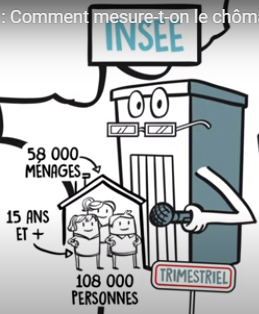 : Comment mesure-t-on le chôma
INSEE
58 000
MÉNAGES
15 ANS
ET +
108 000
PERSONNES
TRIMESTRIEL